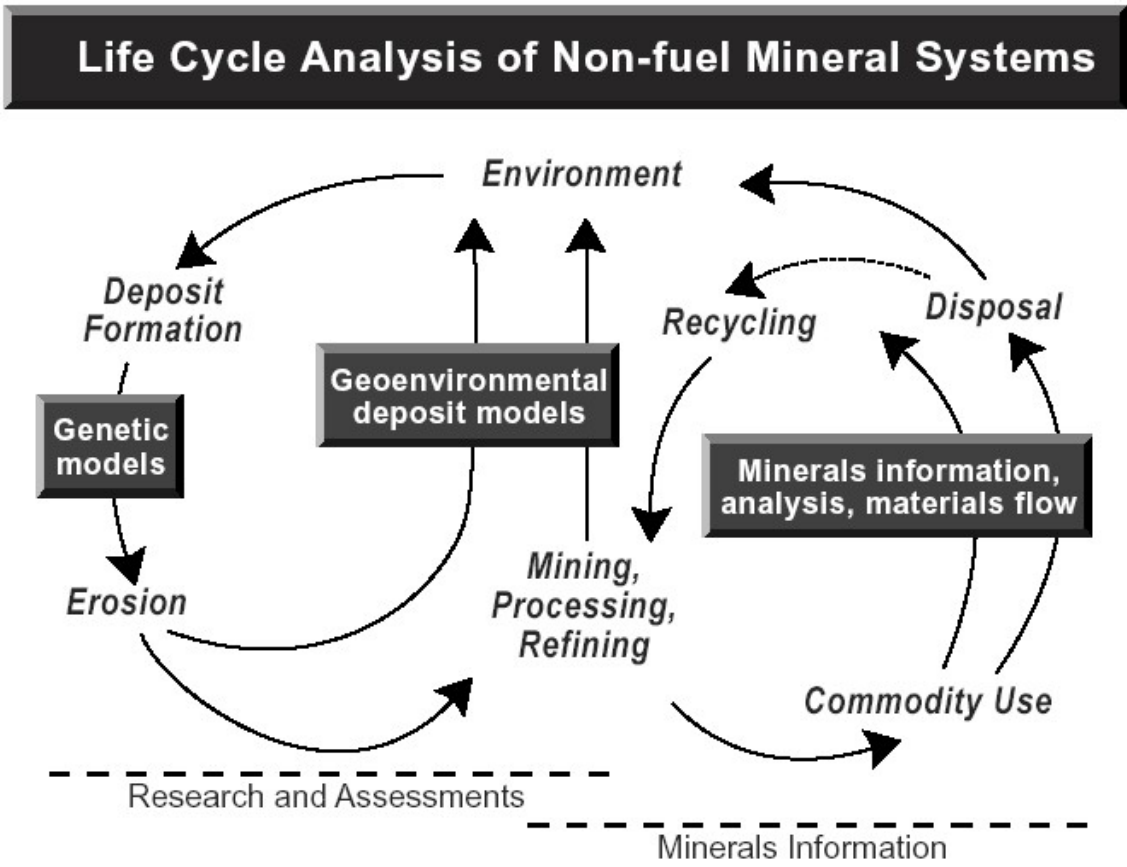 Life Cycle Analysis of Non-fuel Mineral Systems
Environment
Deposit
Formation
Recycling
Disposal
Geoenvironmental
deposit models
Genetic
models
Minerals information,
analysis, materials flow
Mining,
Processing,
Refining
Erosion
Commodity Use
Research and Assessments
Minerals Information